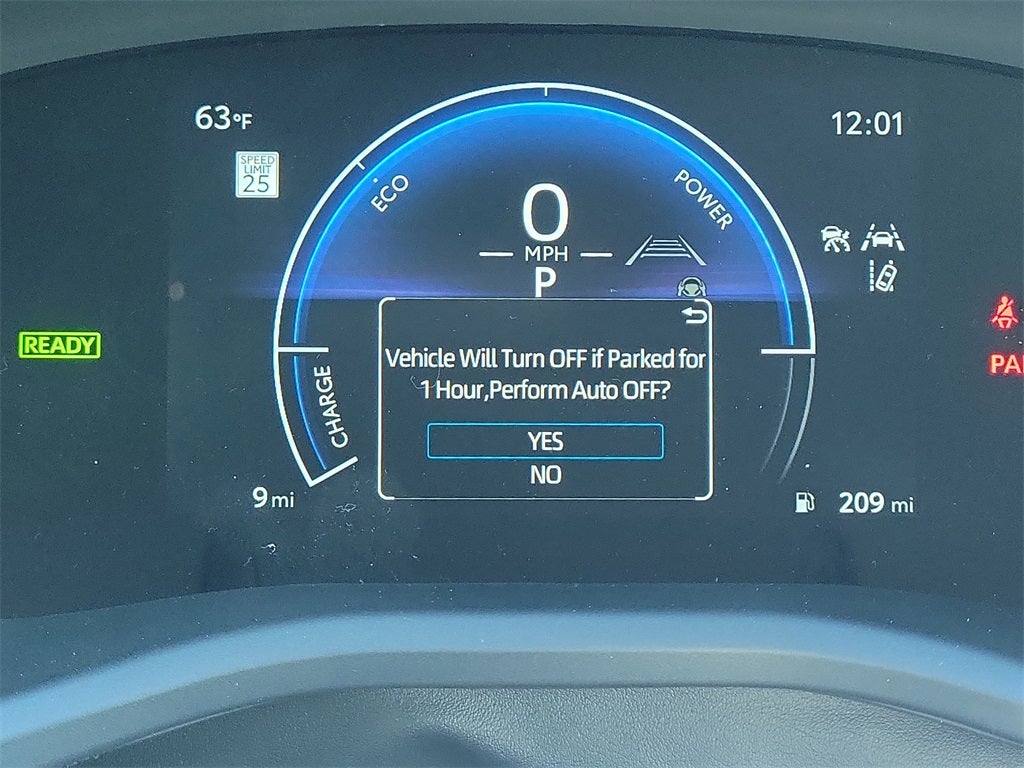 63°F
12:01
SPEED
LIMIT
25
ECO
POWER
0
MPH
P
READY
Vehicle Will Turn OFF if Parked for
1 Hour,Perform Auto OFF?
CHARGE
YES
NO
9 mi
209 mi